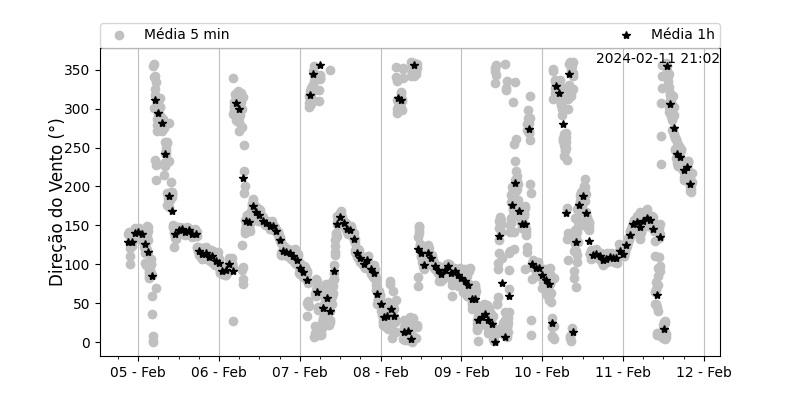 Média 5 min
Média 1h
2024-02-11 21:02
Direção do Vento (°)
350
300
250
200
150
100
50
0
05 - Feb
06 - Feb
07 - Feb
08 - Feb
09 - Feb
10 - Feb
11 - Feb
12 - Feb